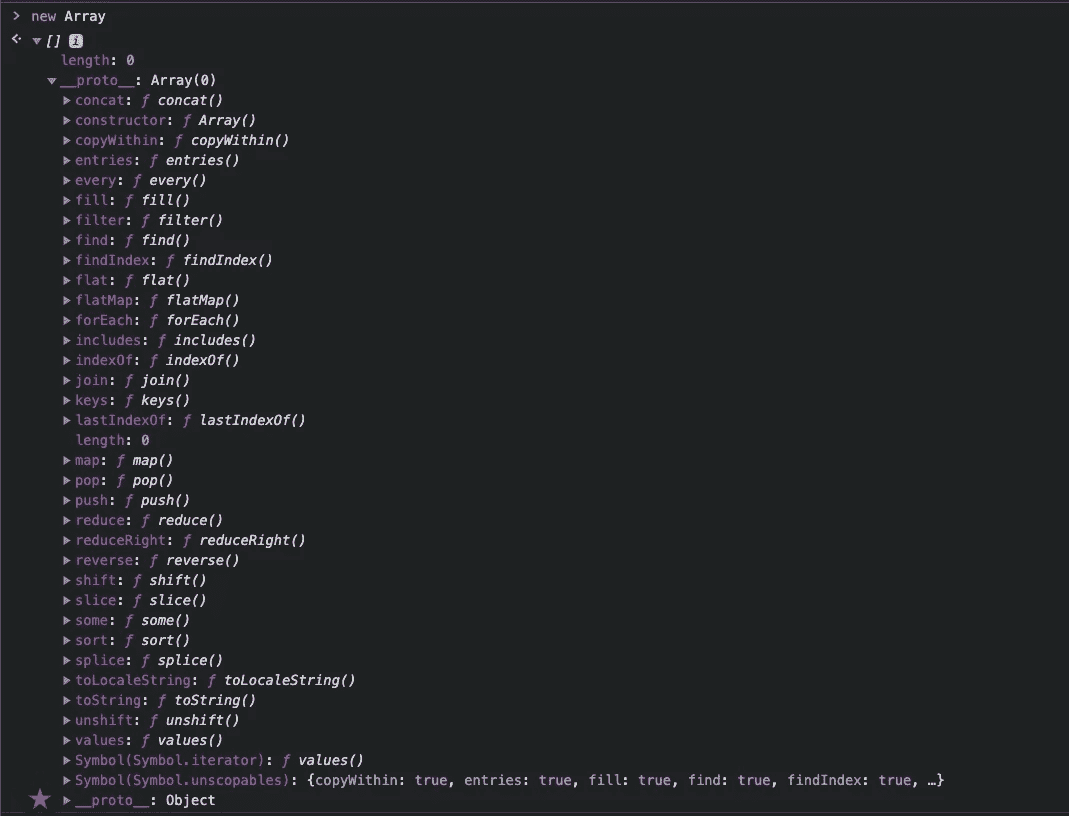 > new Array
<· ▼[] i
length: 0
▼__proto__: Array(0)
▶concat: ƒ concat()
▶constructor: ƒ Array()
▶copyWithin: ƒ copyWithin()
▶entries: ƒ entries()
▶every: ƒ every()
▶fill: ƒ fill()
▶filter: ƒ filter()
▶find: ƒ find()
▶findIndex: ƒ findIndex()
▶flat: ƒ flat()
▶flatMap: ƒ flatMap()
▶forEach: ƒ forEach()
▶includes: ƒ includes()
▶indexOf: ƒ indexOf()
▶join: ƒ join()
▶keys: ƒ keys()
▶lastIndexOf: ƒ lastIndexOf()
length: 0
▶map: ƒ map()
▶pop: ƒ pop()
▶push: ƒ push()
▶reduce: ƒ reduce()
▶reduceRight: ƒ reduceRight()
▶reverse: ƒ reverse()
▶shift: ƒ shift()
▶slice: ƒ slice()
▶some: ƒ some()
▶sort: ƒ sort()
▶splice: ƒ splice()
▶toLocaleString: ƒ toLocaleString()
▶toString: ƒ toString()
▶unshift: ƒ unshift()
▶values: ƒ values()
▶Symbol(Symbol.iterator): ƒ values()
▶Symbol(Symbol.unscopables): {copyWithin: true, entries: true, fill: true, find: true, findIndex: true, …}
★ ▶__proto__: Object